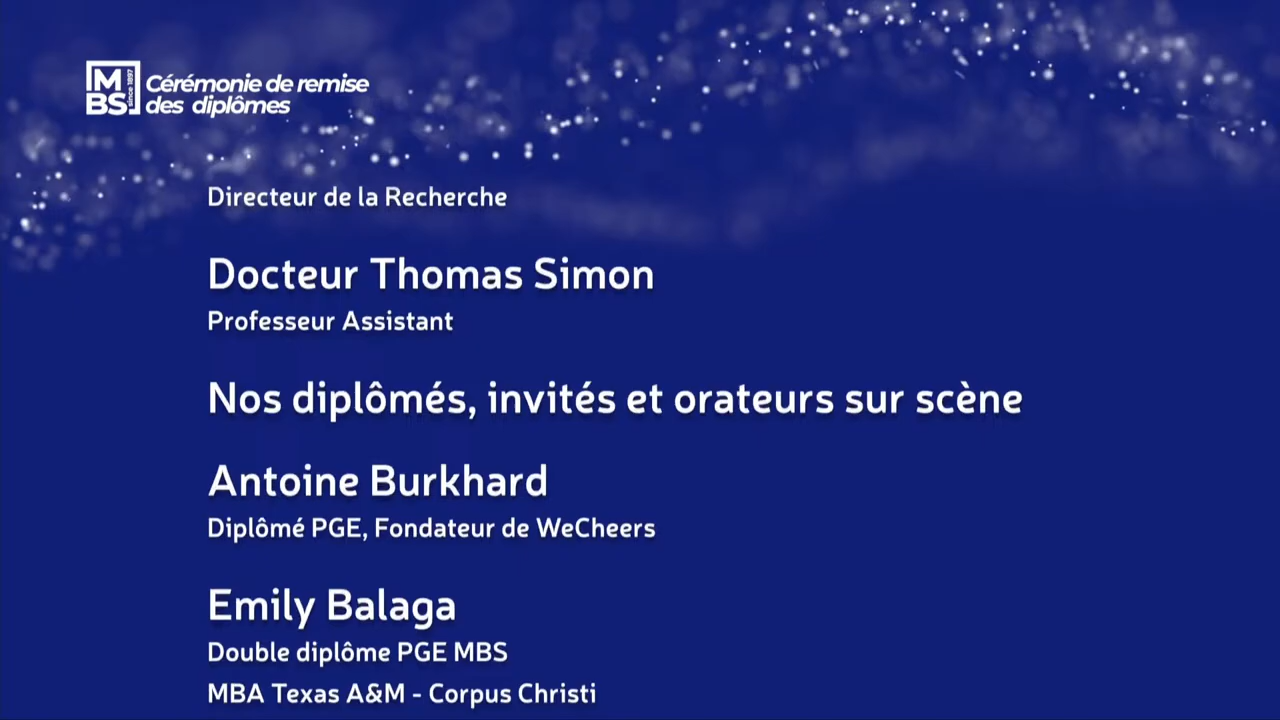 MBS since 1897
Cérémonie de remise
des diplômes
Directeur de la Recherche
Docteur Thomas Simon
Professeur Assistant
Nos diplômés, invités et orateurs sur scène
Antoine Burkhard
Diplômé PGE, Fondateur de WeCheers
Emily Balaga
Double diplôme PGE MBS
MBA Texas A&M - Corpus Christi